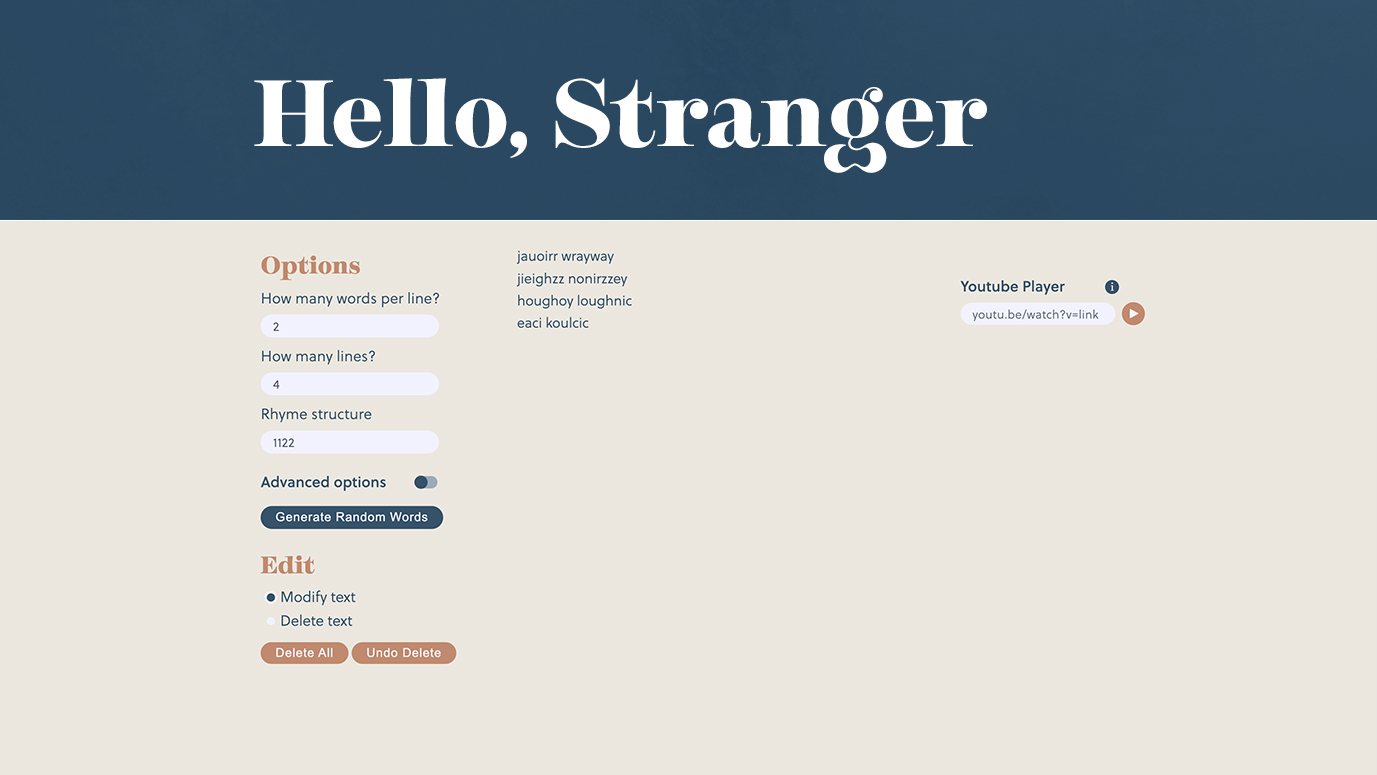 Hello, Stranger
Options
How many words per line?
2
How many lines?
4
Rhyme structure
1122
Advanced options
Generate Random Words
Edit
Modify text
Delete text
Delete All Undo Delete
jauoirr wrayway
jieighzz nonirzzey
houghoy loughnic
eaci koulcic
Youtube Player
youtu.be/watch?v=link